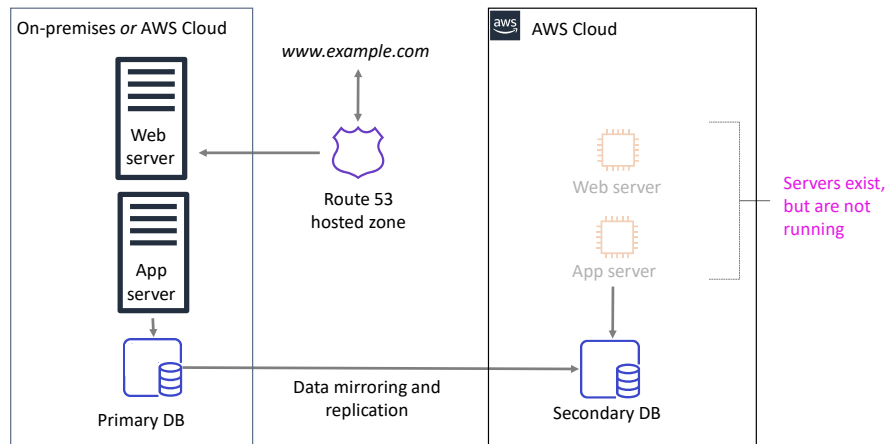 On-premises or AWS Cloud
Web
server
App
server
Primary DB
www.example.com
Route 53
hosted zone
Data mirroring and
replication
aws
AWS Cloud
Web server
App server
Secondary DB
Servers exist,
but are not
running